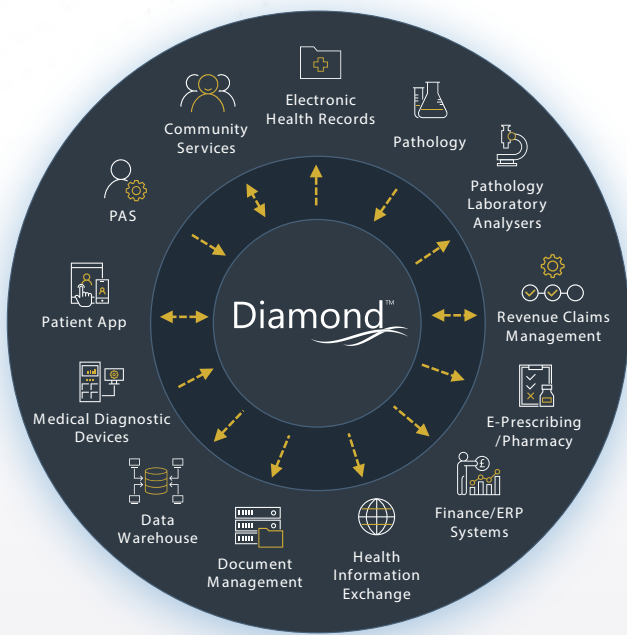 Electronic
Health Records
Pathology
Pathology
Laboratory
Analysers
Revenue Claims
Management
E-Prescribing
/Pharmacy
£
Finance/ERP
Systems
Health
Information
Exchange
Document
Management
Data
Warehouse
Medical Diagnostic
Devices
Patient App
PAS
Community
Services
Diamond™